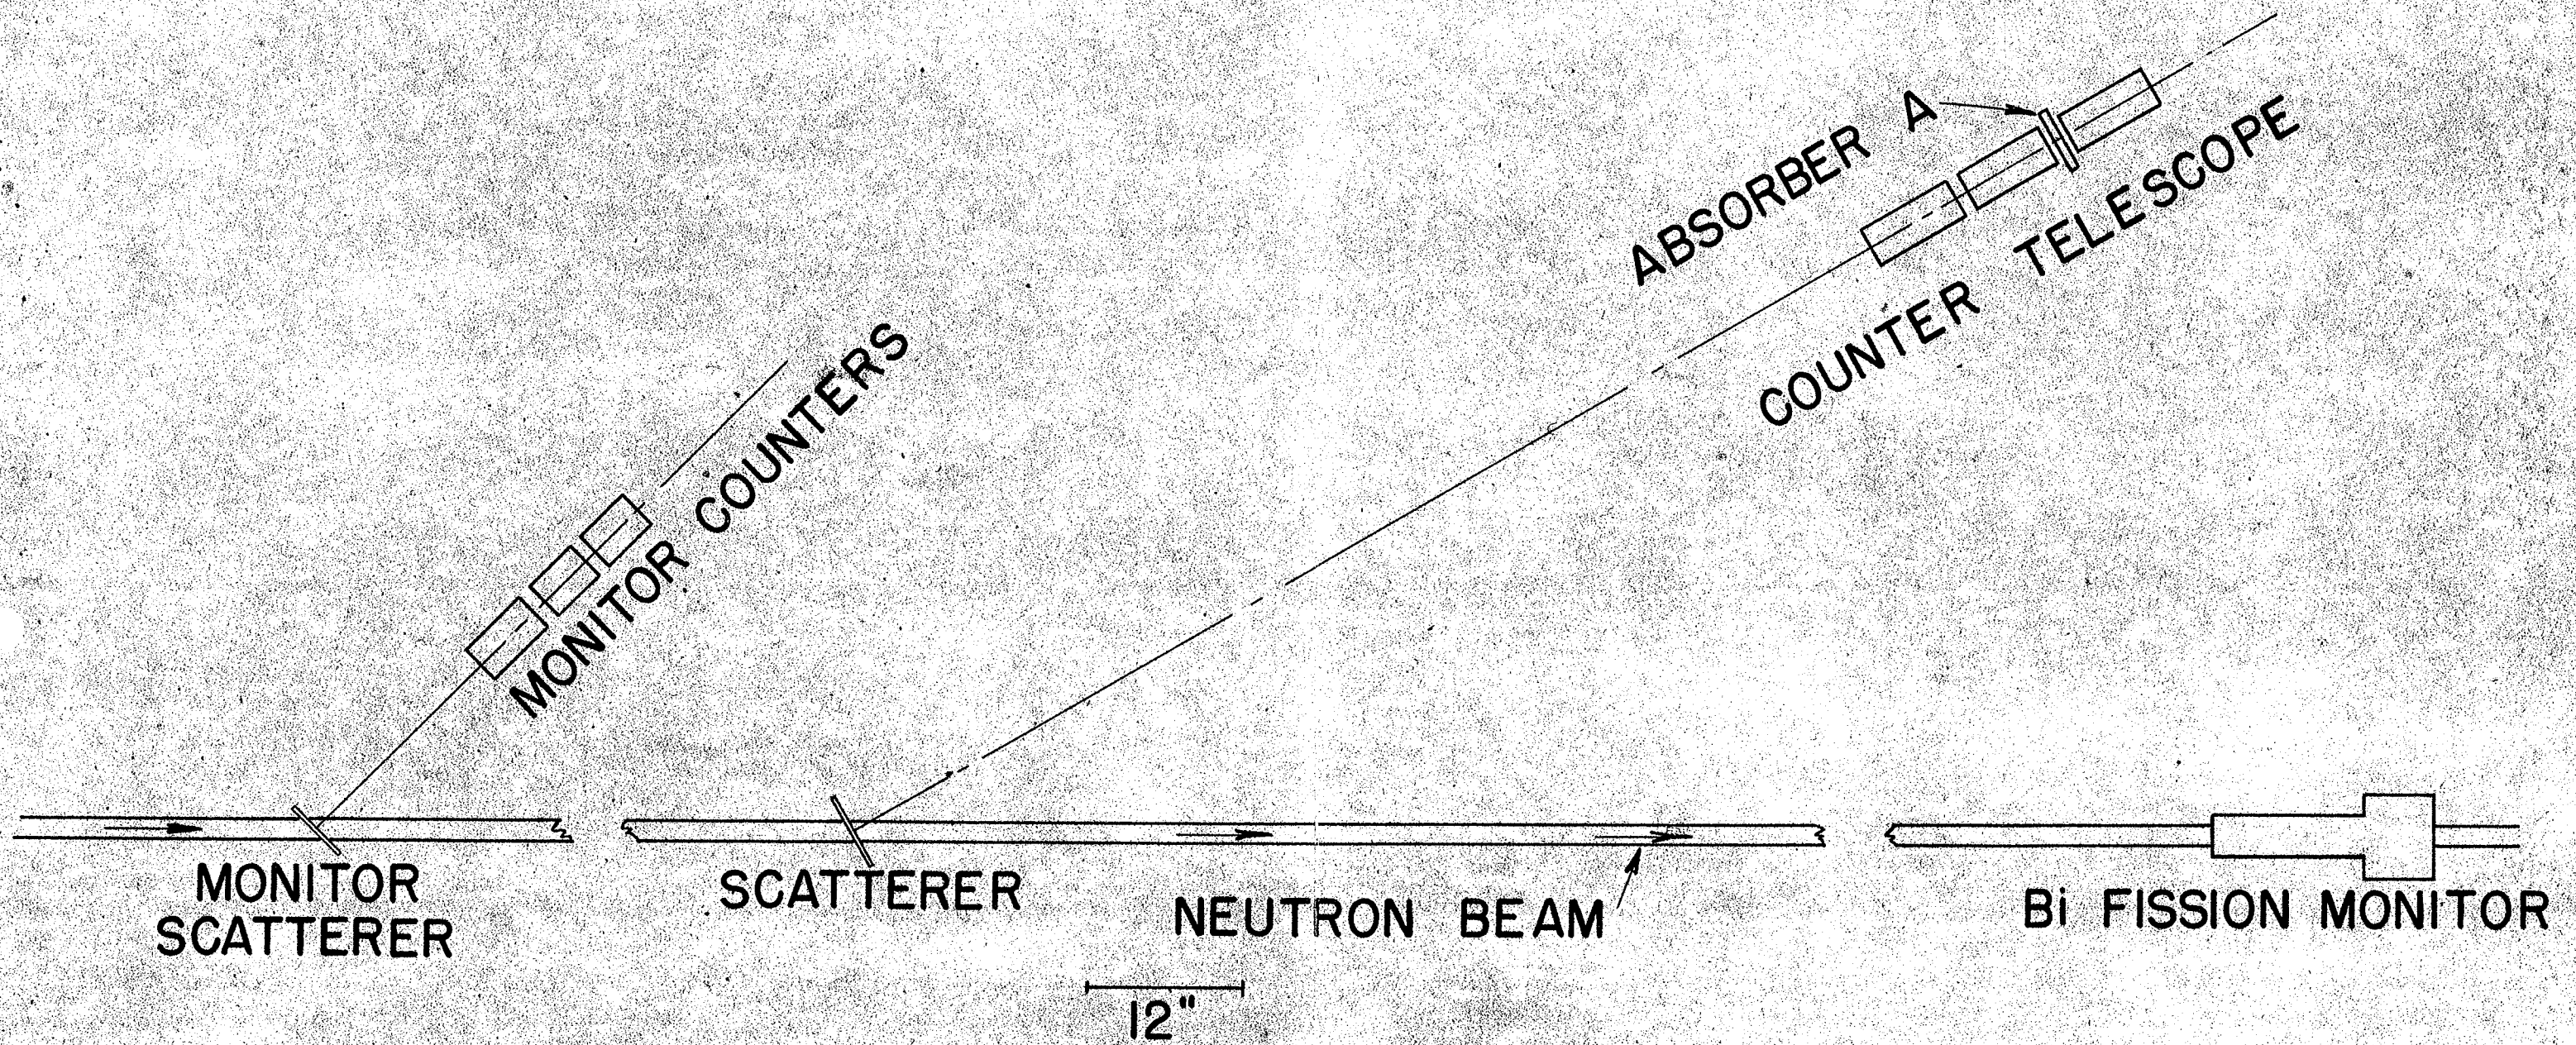 ABSORBER A
COUNTER TELESCOPE
MONITOR COUNTERS
MONITOR
SCATTERER
SCATTERER
NEUTRON BEAM
Bi FISSION MONITOR
12"